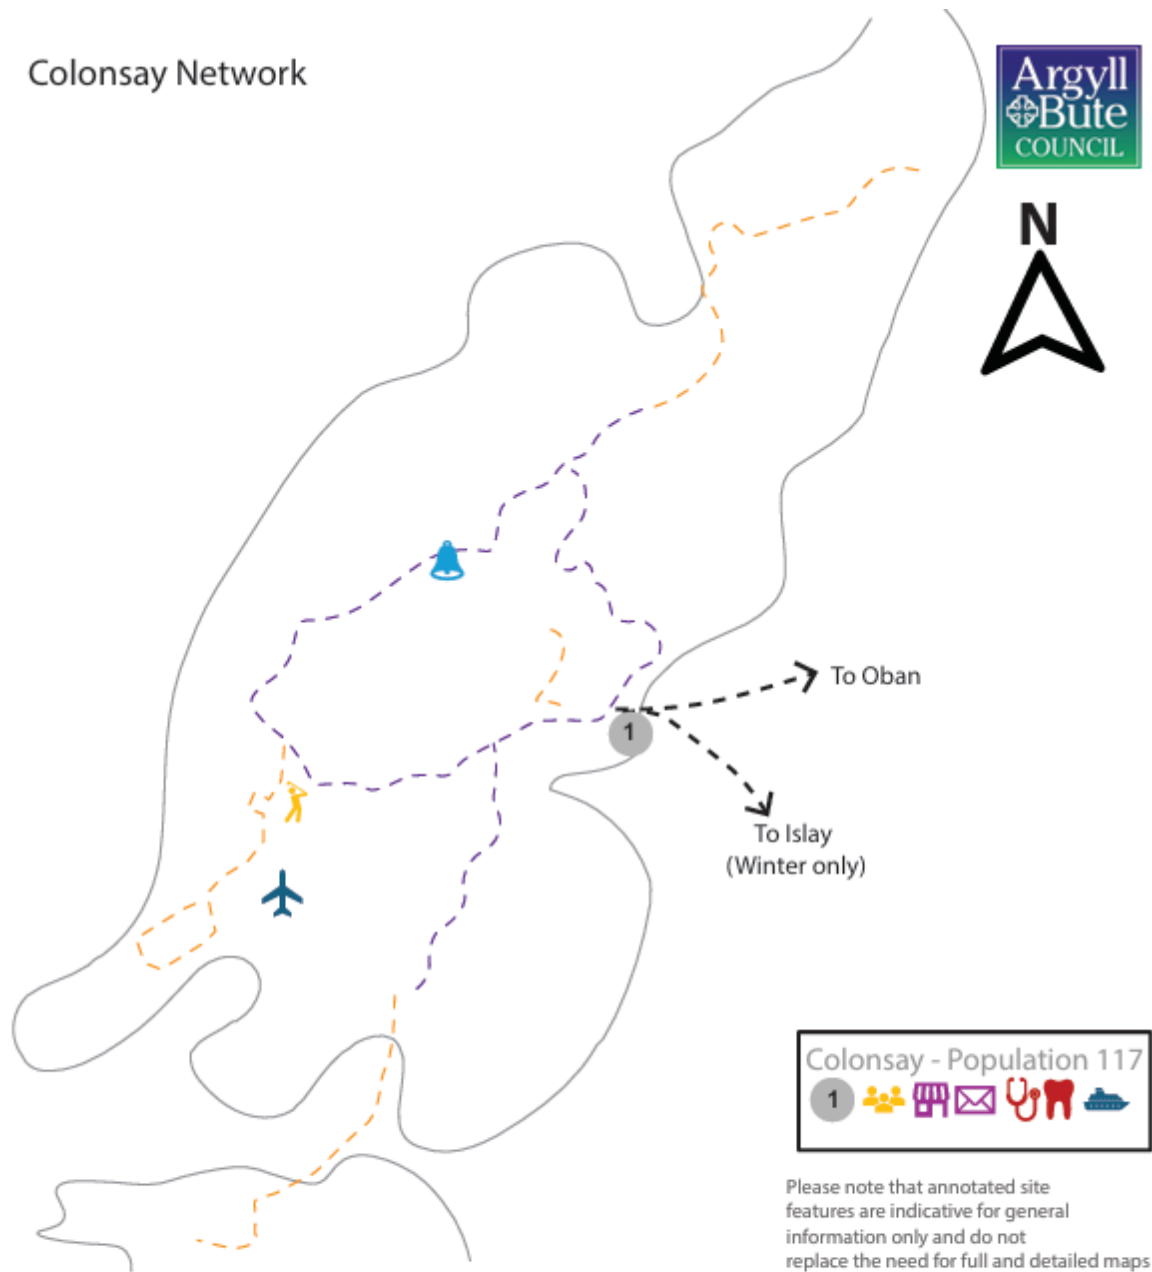 Colonsay Network
Argyll
Bute
COUNCIL
N
To Oban
1
To Islay
(Winter only)
Colonsay - Population 117
1
Please note that annotated site
features are indicative for general
information only and do not
replace the need for full and detailed maps